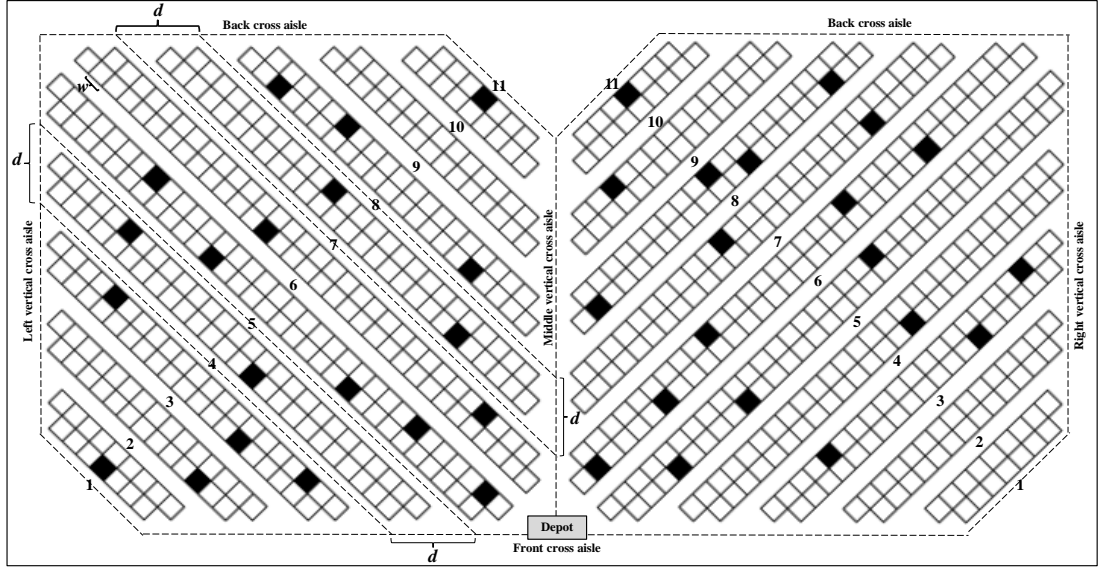 d
Back cross aisle
Back cross aisle
w
11
11
10
10
9
9
d
8
8
7
7
6
6
5
5
4
4
3
3
2
2
1
1
Left vertical cross aisle
Middle vertical cross aisle
Right vertical cross aisle
d
Depot
Front cross aisle
d